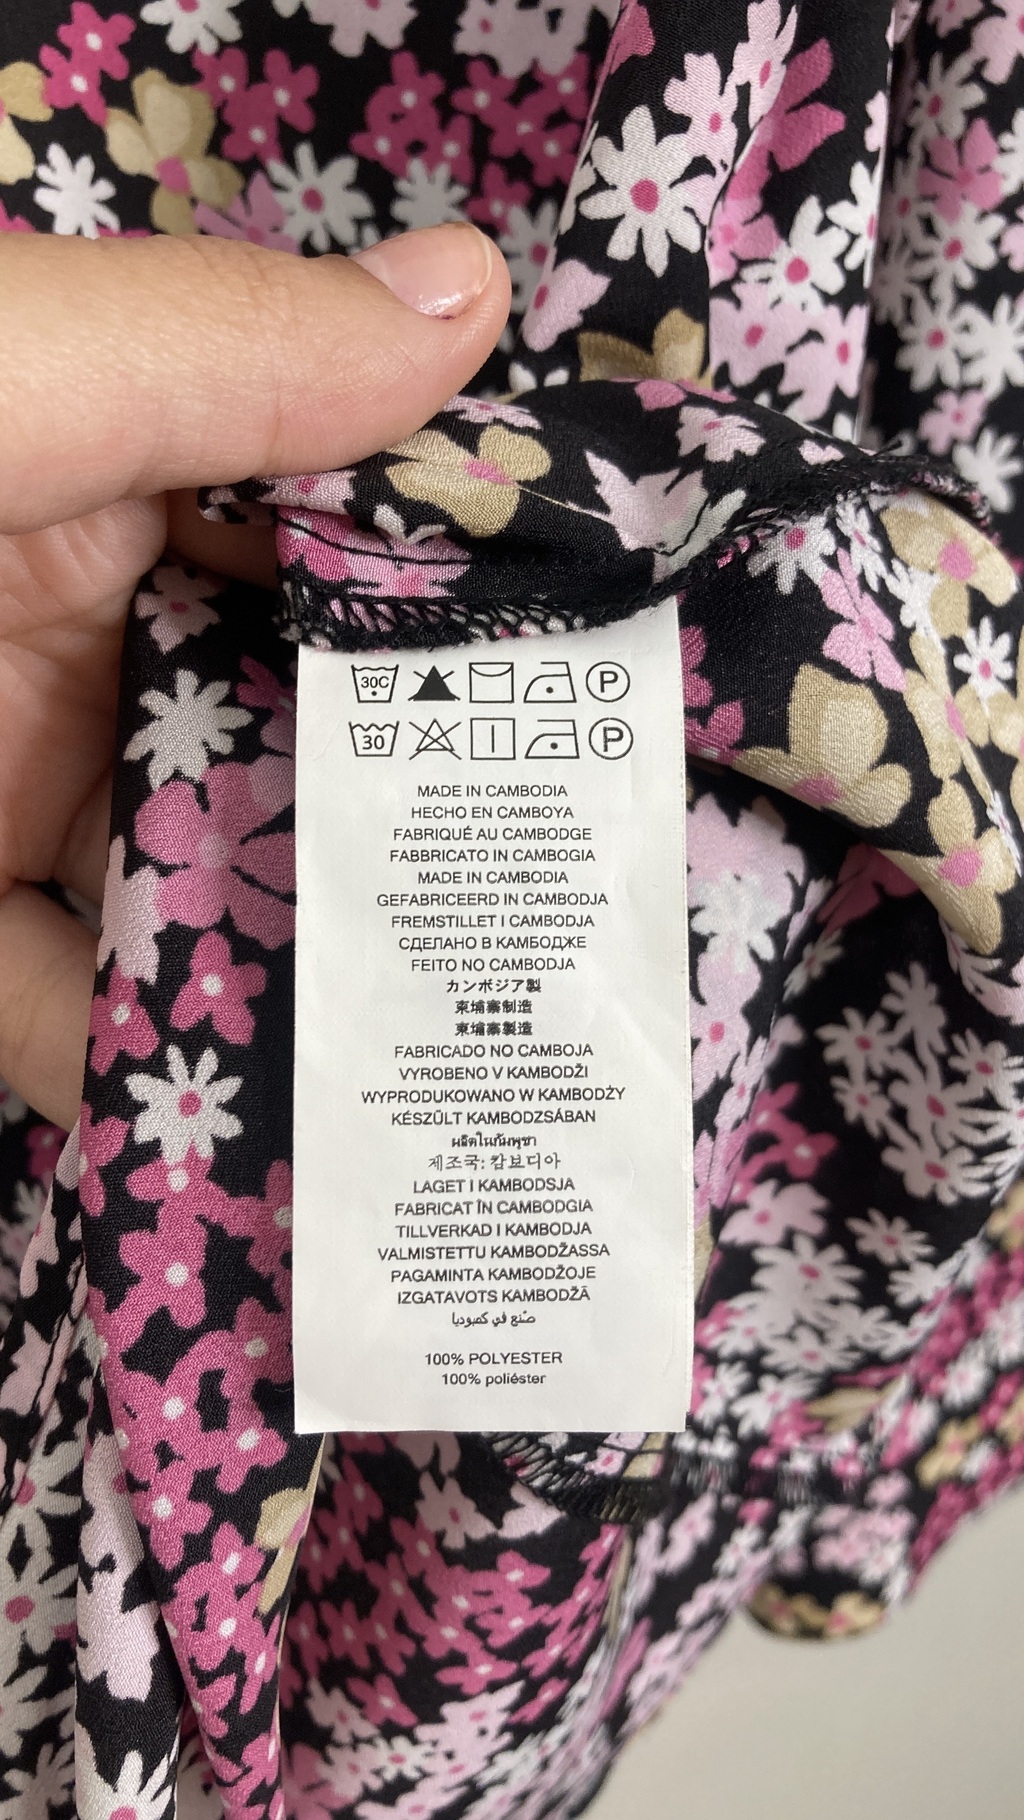 30C P
30 P
MADE IN CAMBODIA
HECHO EN CAMBOYA
FABRIQUÉ AU CAMBODGE
FABBRICATO IN CAMBOGIA
MADE IN CAMBODIA
GEFABRICEERD IN CAMBODJA
FREMSTILLET I CAMBODJA
СДЕЛАНО В КАМБОДЖЕ
FEITO NO CAMBODJA
カンボジア製
柬埔寨制造
柬埔寨製造
FABRICADO NO CAMBOJA
VYROBENO V KAMBODŽI
WYPRODUKOWANO W KAMBODŻY
KÉSZÜLT KAMBODZSÁBAN
ผลิตในกัมพูชา
제조국: 캄보디아
LAGET I KAMBODSJA
FABRICAT ÎN CAMBODGIA
TILLVERKAD I KAMBODJA
VALMISTETTU KAMBODŽASSA
PAGAMINTA KAMBODŽOJE
IZGATAVOTS KAMBODŽĀ
صُنع في كمبوديا
100% POLYESTER
100% poliéster